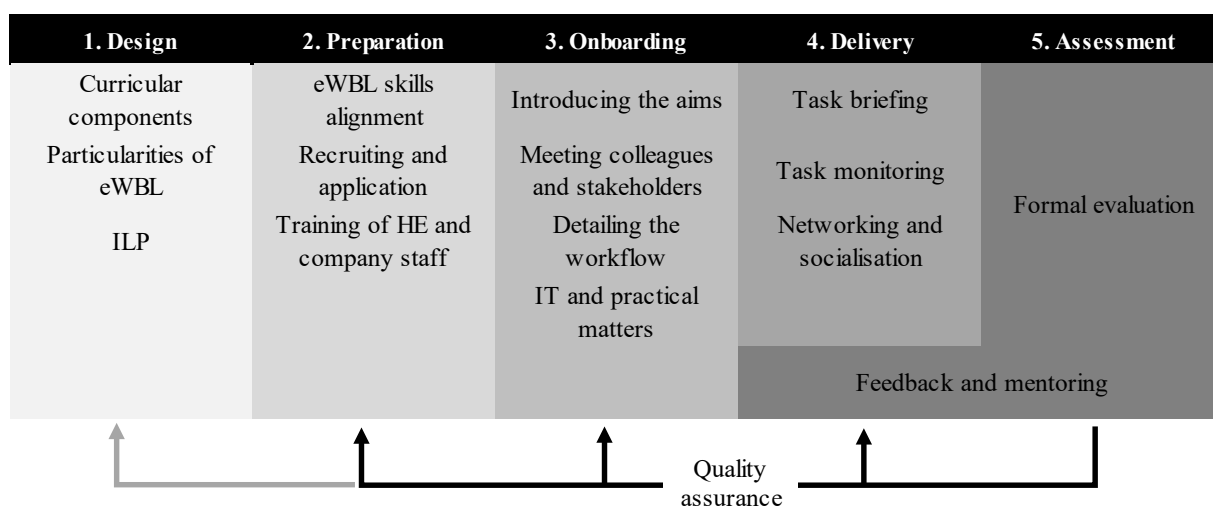 1. Design
2. Preparation
3. Onboarding
4. Delivery
5. Assessment
Curricular
components
Particularities of
eWBL
ILP
eWBL skills
alignment
Recruiting and
application
Training of HE and
company staff
Introducing the aims
Meeting colleagues
and stakeholders
Detailing the
workflow
IT and practical
matters
Task briefing
Task monitoring
Networking and
socialisation
Formal evaluation
Feedback and mentoring
Quality
assurance